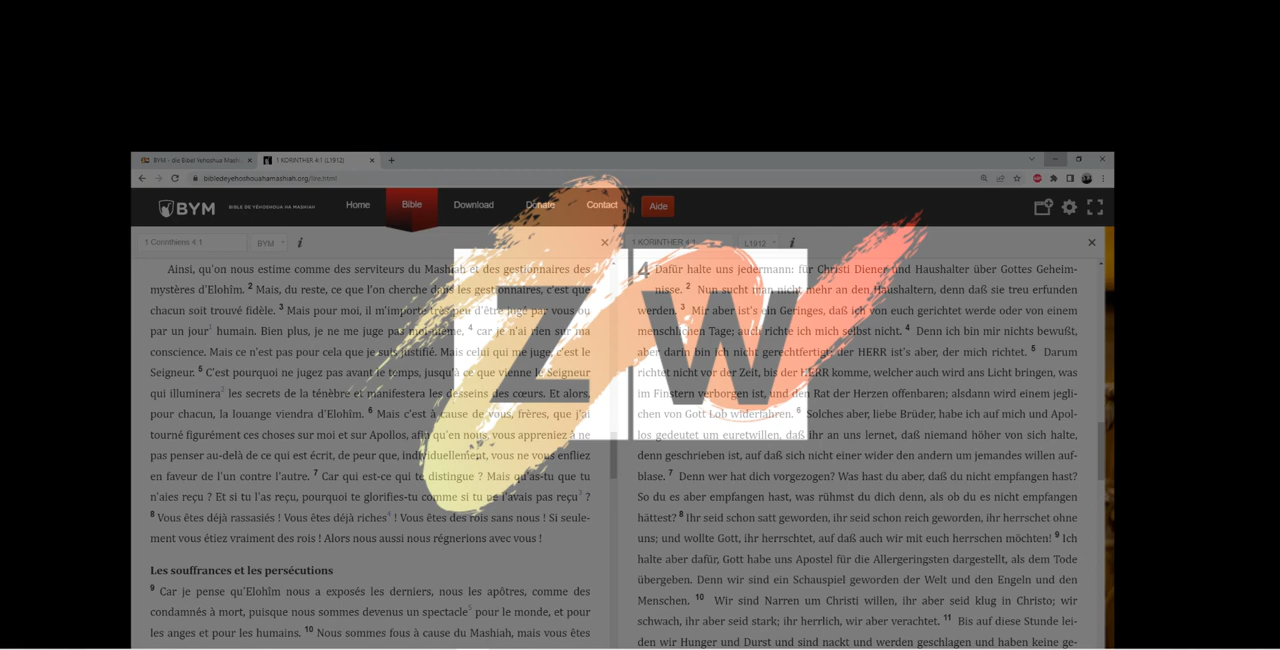 BYM - die Bibel Yehoshua Mashi...
1 KORINTHER 4:1 (L1912)
bibledeyehoshouahamashiah.org/lire.html
BYM
BIBLE DE YÉHOSHOUA HA MASHIAH
Home
Bible
Download
Donate
Contact
Aide
1 Corinthiens 4:1
BYM
Ainsi, qu'on nous estime comme des serviteurs du Mashiah et des gestionnaires des
mystères d'Elohîm. 2 Mais, du reste, ce que l'on cherche dans les gestionnaires, c'est que
chacun soit trouvé fidèle. 3 Mais pour moi, il m'importe très peu d'être jugé par vous ou
par un jour1 humain. Bien plus, je ne me juge pas moi-même, 4 car je n'ai rien sur ma
conscience. Mais ce n'est pas pour cela que je suis justifié. Mais celui qui me juge, c'est le
Seigneur. 5 C'est pourquoi ne jugez pas avant le temps, jusqu'à ce que vienne le Seigneur
qui illuminera2 les secrets de la ténèbre et manifestera les desseins des cœurs. Et alors,
pour chacun, la louange viendra d'Elohîm. 6 Mais c'est à cause de vous, frères, que j'ai
tourné figurément ces choses sur moi et sur Apollos, afin qu'en nous, vous appreniez à ne
pas penser au-delà de ce qui est écrit, de peur que, individuellement, vous ne vous enfliez
en faveur de l'un contre l'autre. 7 Car qui est-ce qui te distingue ? Mais qu'as-tu que tu
n'aies reçu ? Et si tu l'as reçu, pourquoi te glorifies-tu comme si tu ne l'avais pas reçu3 ?
8 Vous êtes déjà rassasiés ! Vous êtes déjà riches4 ! Vous êtes des rois sans nous ! Si seule-
ment vous étiez vraiment des rois ! Alors nous aussi nous régnerions avec vous !
Les souffrances et les persécutions
9 Car je pense qu'Elohîm nous a exposés les derniers, nous les apôtres, comme des
condamnés à mort, puisque nous sommes devenus un spectacle5 pour le monde, et pour
les anges et pour les humains. 10 Nous sommes fous à cause du Mashiah, mais vous êtes
1 KORINTHER 4:1
L1912
4 Dafür halte uns jedermann: für Christi Diener und Haushalter über Gottes Geheim-
nisse. 2 Nun sucht man nicht mehr an den Haushaltern, denn daß sie treu erfunden
werden. 3 Mir aber ist's ein Geringes, daß ich von euch gerichtet werde oder von einem
menschlichen Tage; auch richte ich mich selbst nicht. 4 Denn ich bin mir nichts bewußt,
aber darin bin ich nicht gerechtfertigt; der HERR ist's aber, der mich richtet. 5 Darum
richtet nicht vor der Zeit, bis der HERR komme, welcher auch wird ans Licht bringen, was
im Finstern verborgen ist, und den Rat der Herzen offenbaren; alsdann wird einem jegli-
chen von Gott Lob widerfahren. 6 Solches aber, liebe Brüder, habe ich auf mich und Apol-
los gedeutet um euretwillen, daß ihr an uns lernet, daß niemand höher von sich halte,
denn geschrieben ist, auf daß sich nicht einer wider den andern um jemandes willen auf-
blase. 7 Denn wer hat dich vorgezogen? Was hast du aber, daß du nicht empfangen hast?
So du es aber empfangen hast, was rühmst du dich denn, als ob du es nicht empfangen
hättest? 8 Ihr seid schon satt geworden, ihr seid schon reich geworden, ihr herrschet ohne
uns; und wollte Gott, ihr herrschtet, auf daß auch wir mit euch herrschen möchten! 9 Ich
halte aber dafür, Gott habe uns Apostel für die Allergeringsten dargestellt, als dem Tode
übergeben. Denn wir sind ein Schauspiel geworden der Welt und den Engeln und den
Menschen. 10 Wir sind Narren um Christi willen, ihr aber seid klug in Christo; wir
schwach, ihr aber seid stark; ihr herrlich, wir aber verachtet. 11 Bis auf diese Stunde lei-
den wir Hunger und Durst und sind nackt und werden geschlagen und haben keine ge-
ZW